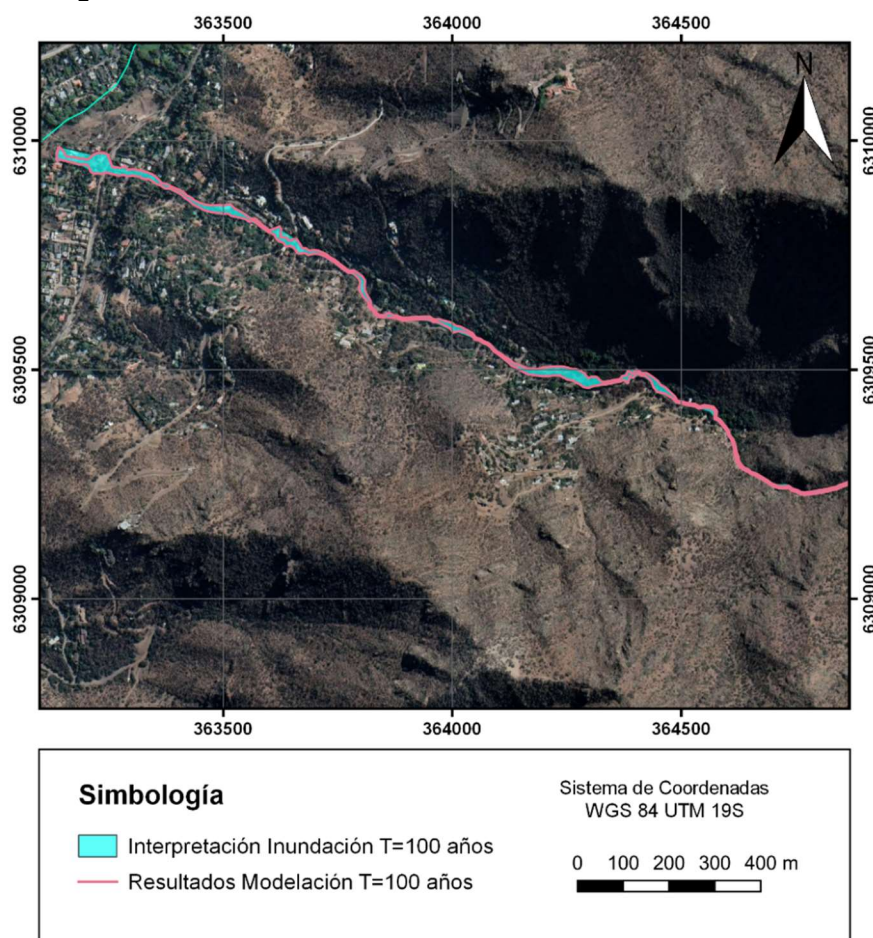 363500 364000 364500
N
6310000 6310000
6309500 6309500
6309000 6309000
363500 364000 364500
Simbología
Interpretación Inundación T=100 años
Resultados Modelación T=100 años
Sistema de Coordenadas
WGS 84 UTM 19S
0 100 200 300 400 m